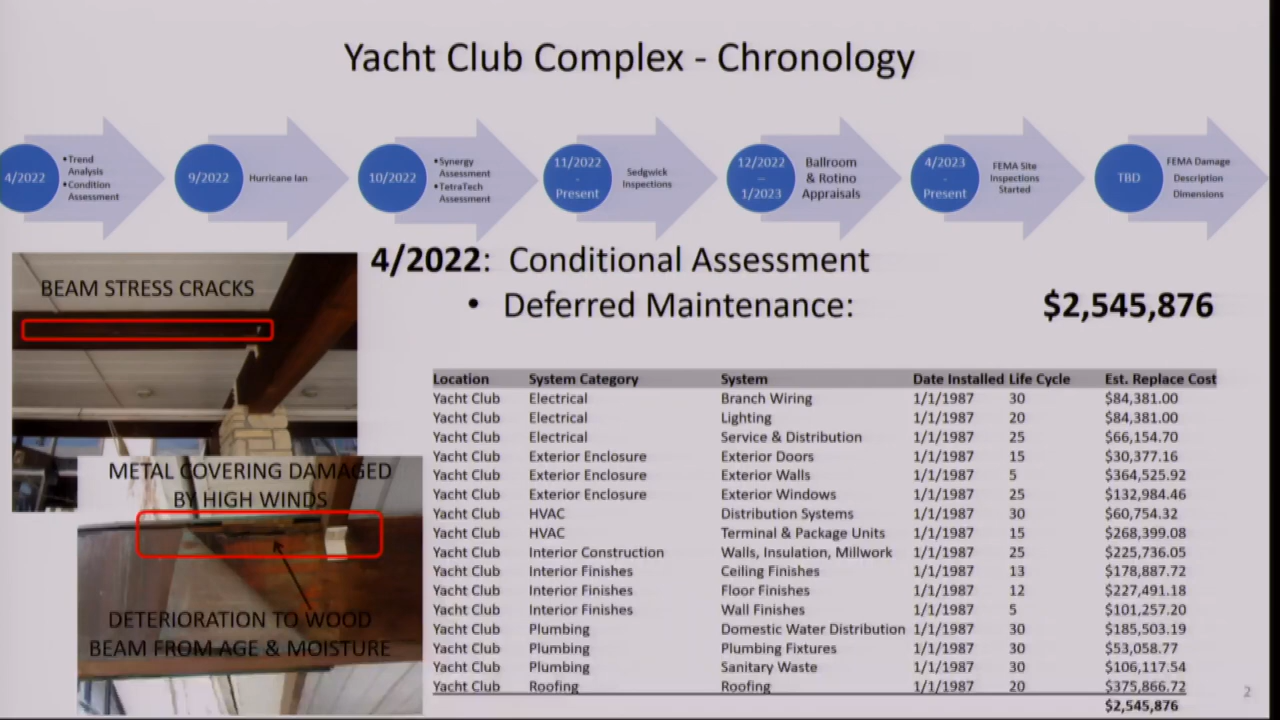 Yacht Club Complex - Chronology
4/2022
•Trend
Analysis
•Condition
Assessment
9/2022
Hurricane Ian
10/2022
•Synergy
Assessment
•TetraTech
Assessment
11/2022
-
Present
Sedgwick
Inspections
12/2022
–
1/2023
Ballroom
& Rotino
Appraisals
4/2023
-
Present
FEMA Site
Inspections
Started
TBD
FEMA Damage
Description
Dimensions
BEAM STRESS CRACKS
METAL COVERING DAMAGED
BY HIGH WINDS
DETERIORATION TO WOOD
BEAM FROM AGE & MOISTURE
4/2022: Conditional Assessment
• Deferred Maintenance: $2,545,876
Location System Category System Date Installed Life Cycle Est. Replace Cost
Yacht Club Electrical Branch Wiring 1/1/1987 30 $84,381.00
Yacht Club Electrical Lighting 1/1/1987 20 $84,381.00
Yacht Club Electrical Service & Distribution 1/1/1987 25 $66,154.70
Yacht Club Exterior Enclosure Exterior Doors 1/1/1987 15 $30,377.16
Yacht Club Exterior Enclosure Exterior Walls 1/1/1987 5 $364,525.92
Yacht Club Exterior Enclosure Exterior Windows 1/1/1987 25 $132,984.46
Yacht Club HVAC Distribution Systems 1/1/1987 30 $60,754.32
Yacht Club HVAC Terminal & Package Units 1/1/1987 15 $268,399.08
Yacht Club Interior Construction Walls, Insulation, Millwork 1/1/1987 25 $225,736.05
Yacht Club Interior Finishes Ceiling Finishes 1/1/1987 13 $178,887.72
Yacht Club Interior Finishes Floor Finishes 1/1/1987 12 $227,491.18
Yacht Club Interior Finishes Wall Finishes 1/1/1987 5 $101,257.20
Yacht Club Plumbing Domestic Water Distribution 1/1/1987 30 $185,503.19
Yacht Club Plumbing Plumbing Fixtures 1/1/1987 30 $53,058.77
Yacht Club Plumbing Sanitary Waste 1/1/1987 30 $106,117.54
Yacht Club Roofing Roofing 1/1/1987 20 $375,866.72
$2,545,876
2